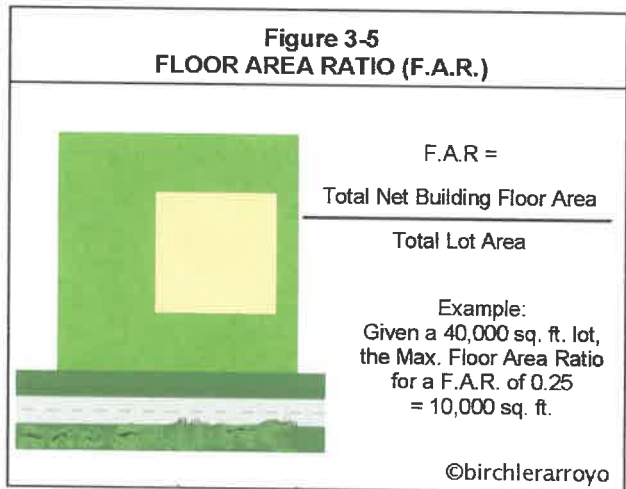 Figure 3-5
FLOOR AREA RATIO (F.A.R.)
F.A.R =
Total Net Building Floor Area
Total Lot Area
Example:
Given a 40,000 sq. ft. lot,
the Max. Floor Area Ratio
for a F.A.R. of 0.25
= 10,000 sq. ft.
©birchlerarroyo